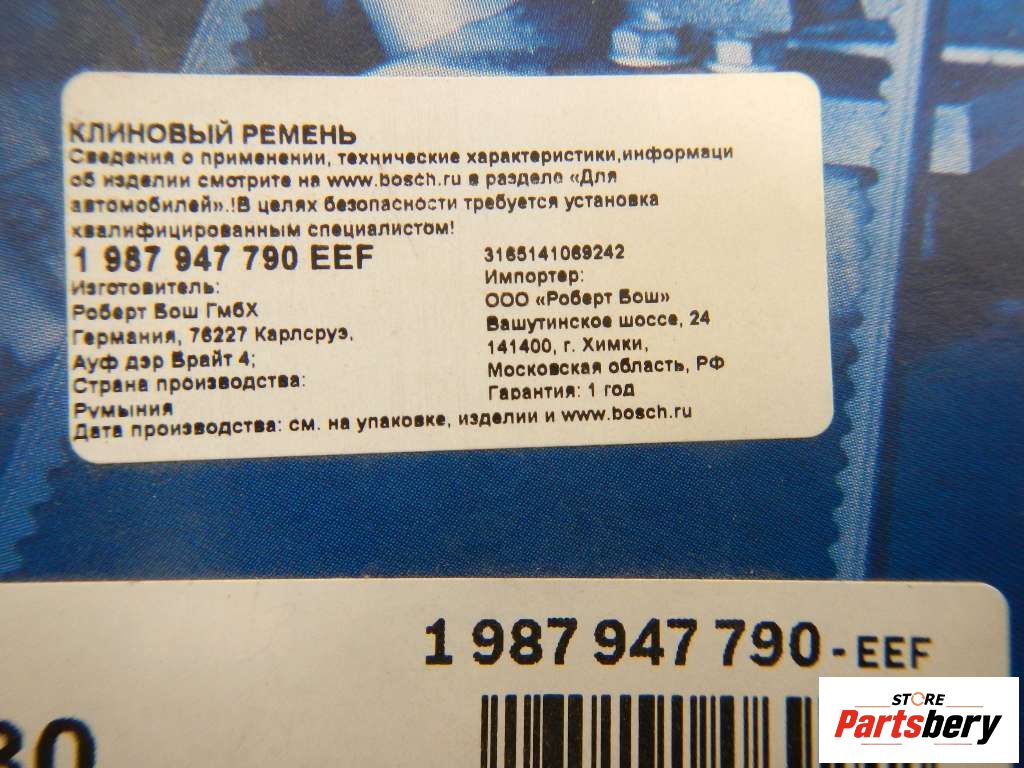 КЛИНОВЫЙ РЕМЕНЬ
Сведения о применении, технические характеристики,информаци
об изделии смотрите на www.bosch.ru в разделе «Для
автомобилей».!В целях безопасности требуется установка
квалифицированным специалистом!
1 987 947 790 EEF
Изготовитель:
Роберт Бош ГмбХ
Германия, 76227 Карлсруэ,
Ауф дэр Брайт 4;
Страна производства:
Румыния
3165141069242
Импортер:
ООО «Роберт Бош»
Вашутинское шоссе, 24
141400, г. Химки,
Московская область, РФ
Гарантия: 1 год
Дата производства: см. на упаковке, изделии и www.bosch.ru
1 987 947 790 - EEF
STORE
Partsbery